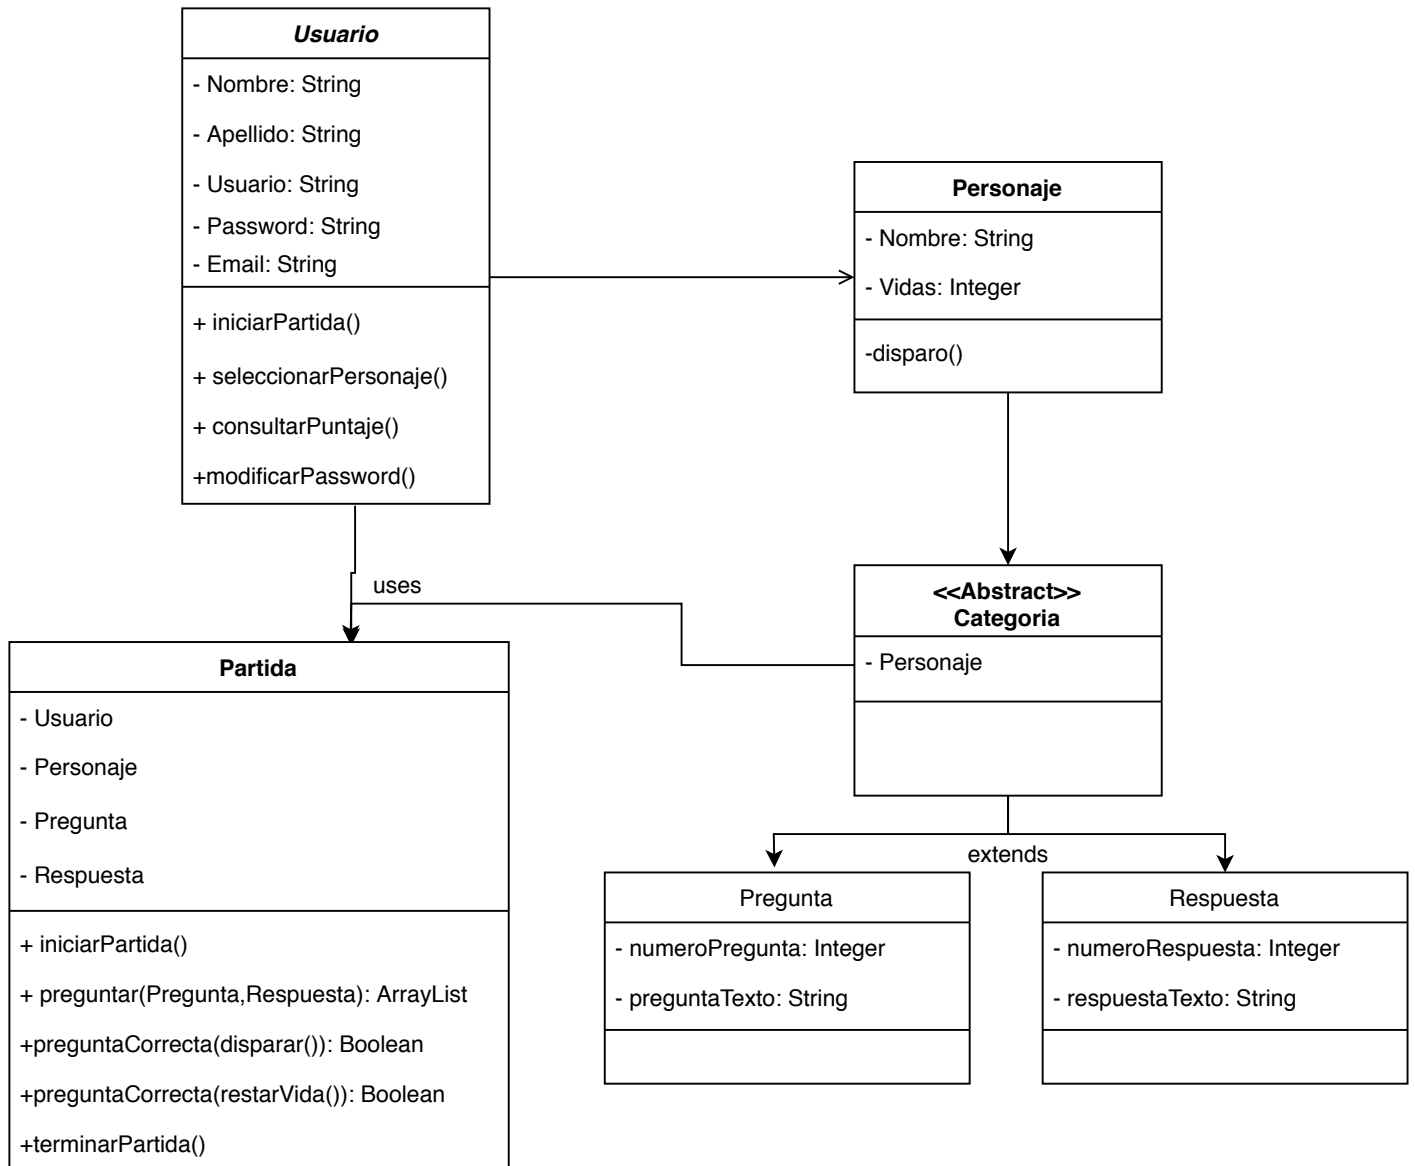 Usuario
- Nombre: String
- Apellido: String
- Usuario: String
- Password: String
- Email: String
+ iniciarPartida()
+ seleccionarPersonaje()
+ consultarPuntaje()
+modificarPassword()
Personaje
- Nombre: String
- Vidas: Integer
-disparo()
uses
<<Abstract>>
Categoria
- Personaje
extends
Partida
- Usuario
- Personaje
- Pregunta
- Respuesta
+ iniciarPartida()
+ preguntar(Pregunta,Respuesta): ArrayList
+preguntaCorrecta(disparar()): Boolean
+preguntaCorrecta(restarVida()): Boolean
+terminarPartida()
Pregunta
- numeroPregunta: Integer
- preguntaTexto: String
Respuesta
- numeroRespuesta: Integer
- respuestaTexto: String